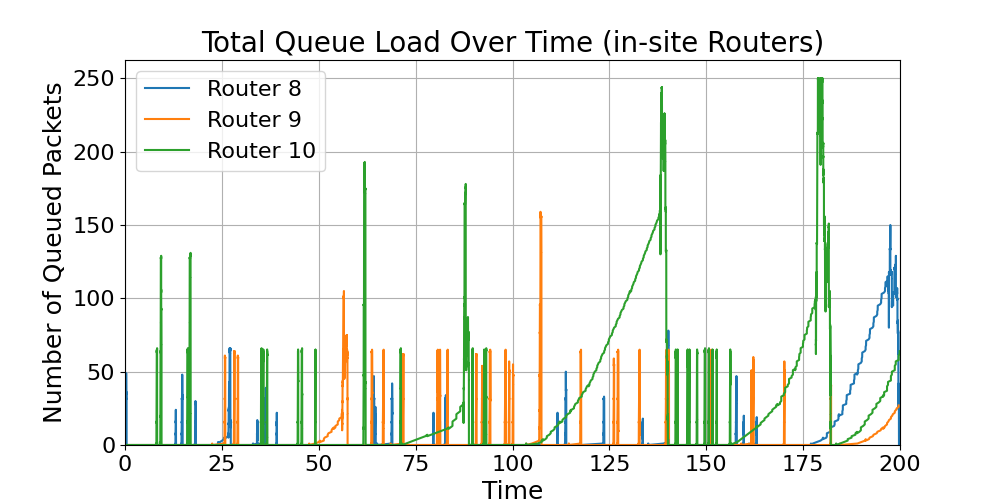 Total Queue Load Over Time (in-site Routers)
Number of Queued Packets
250
200
150
100
50
0
Router 8
Router 9
Router 10
0 25 50 75 100 125 150 175 200
Time